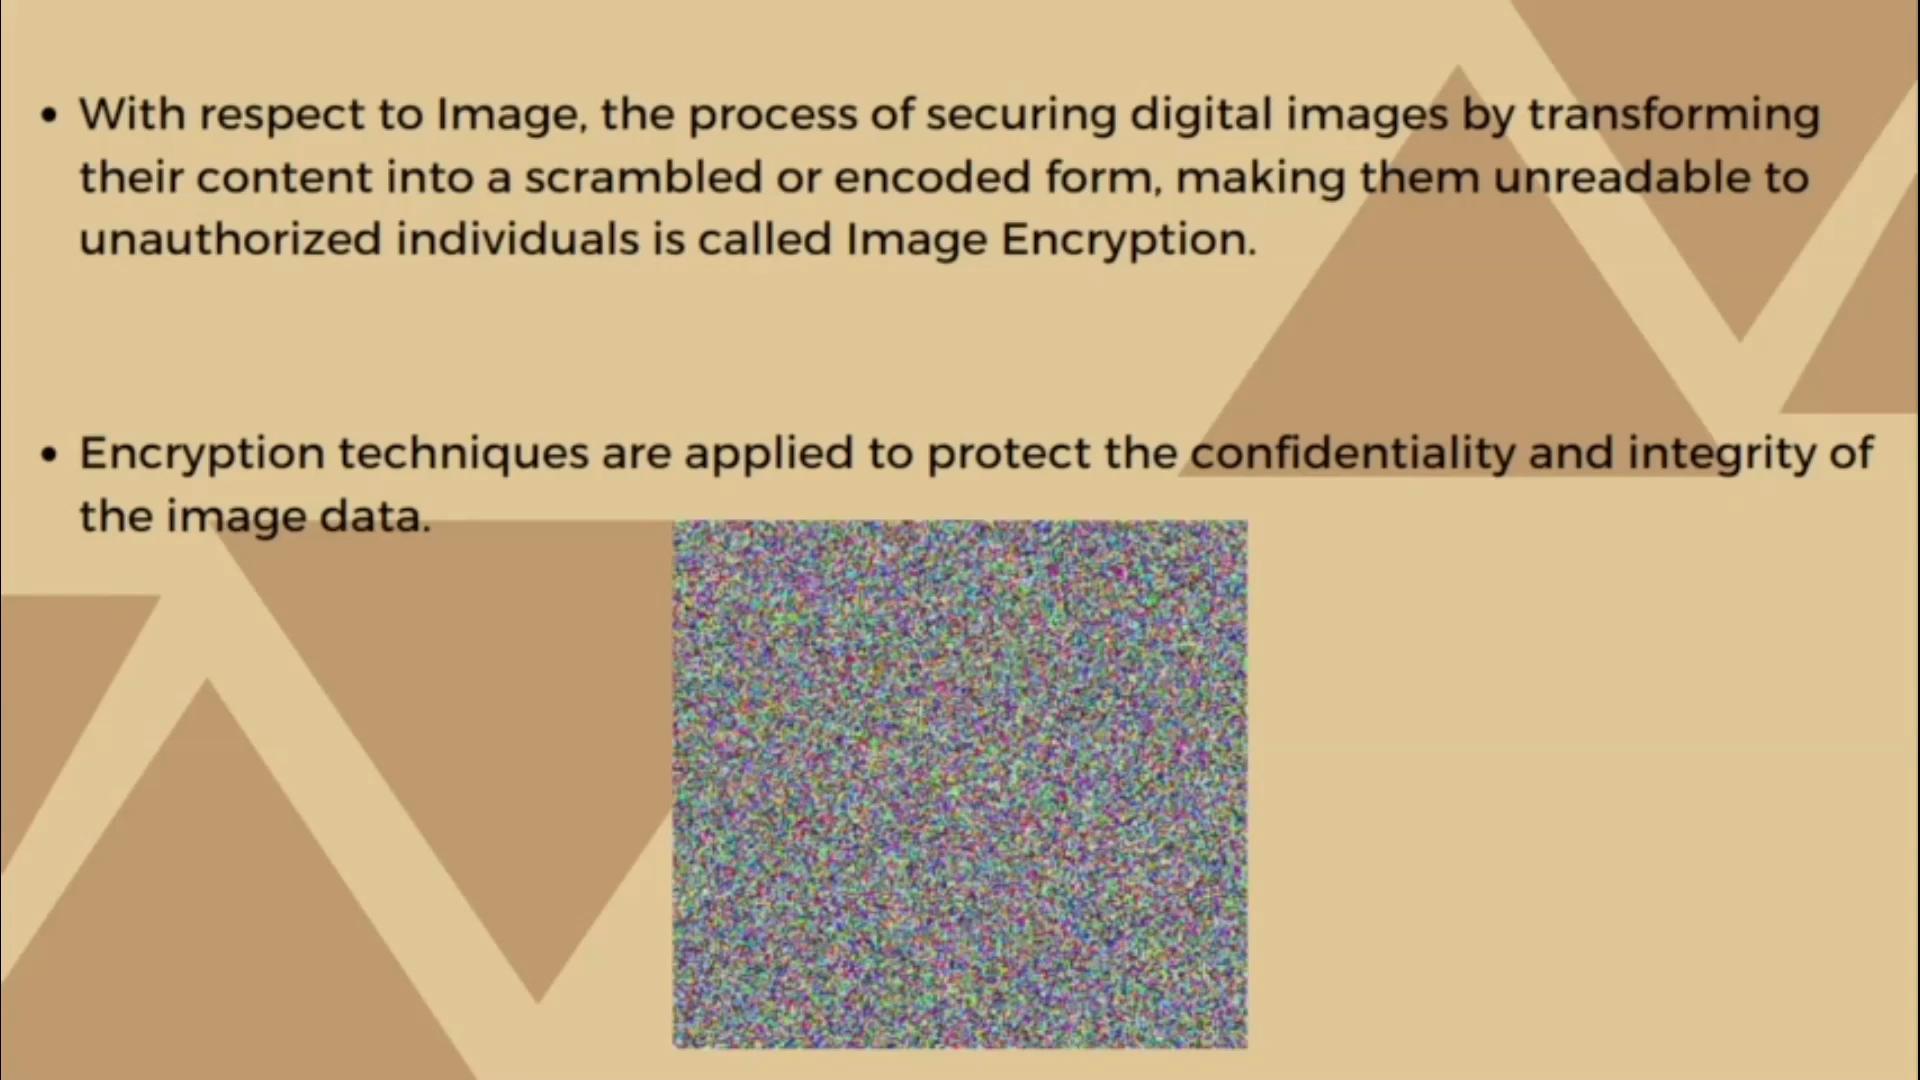 • With respect to Image, the process of securing digital images by transforming
their content into a scrambled or encoded form, making them unreadable to
unauthorized individuals is called Image Encryption.
• Encryption techniques are applied to protect the confidentiality and integrity of
the image data.